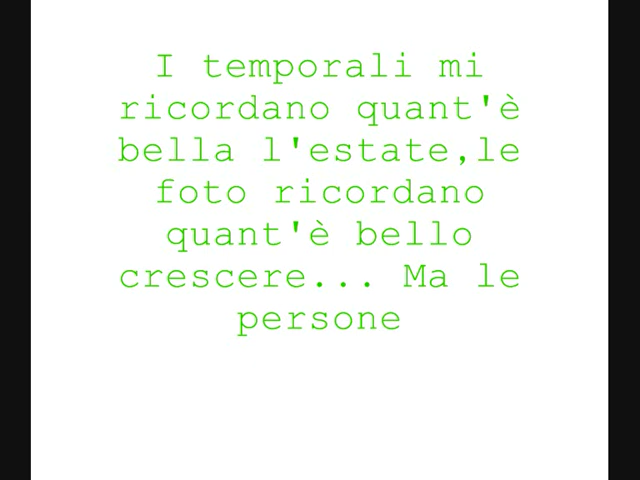 I temporali mi
ricordano quant'è
bella l'estate,le
foto ricordano
quant'è bello
crescere... Ma le
persone